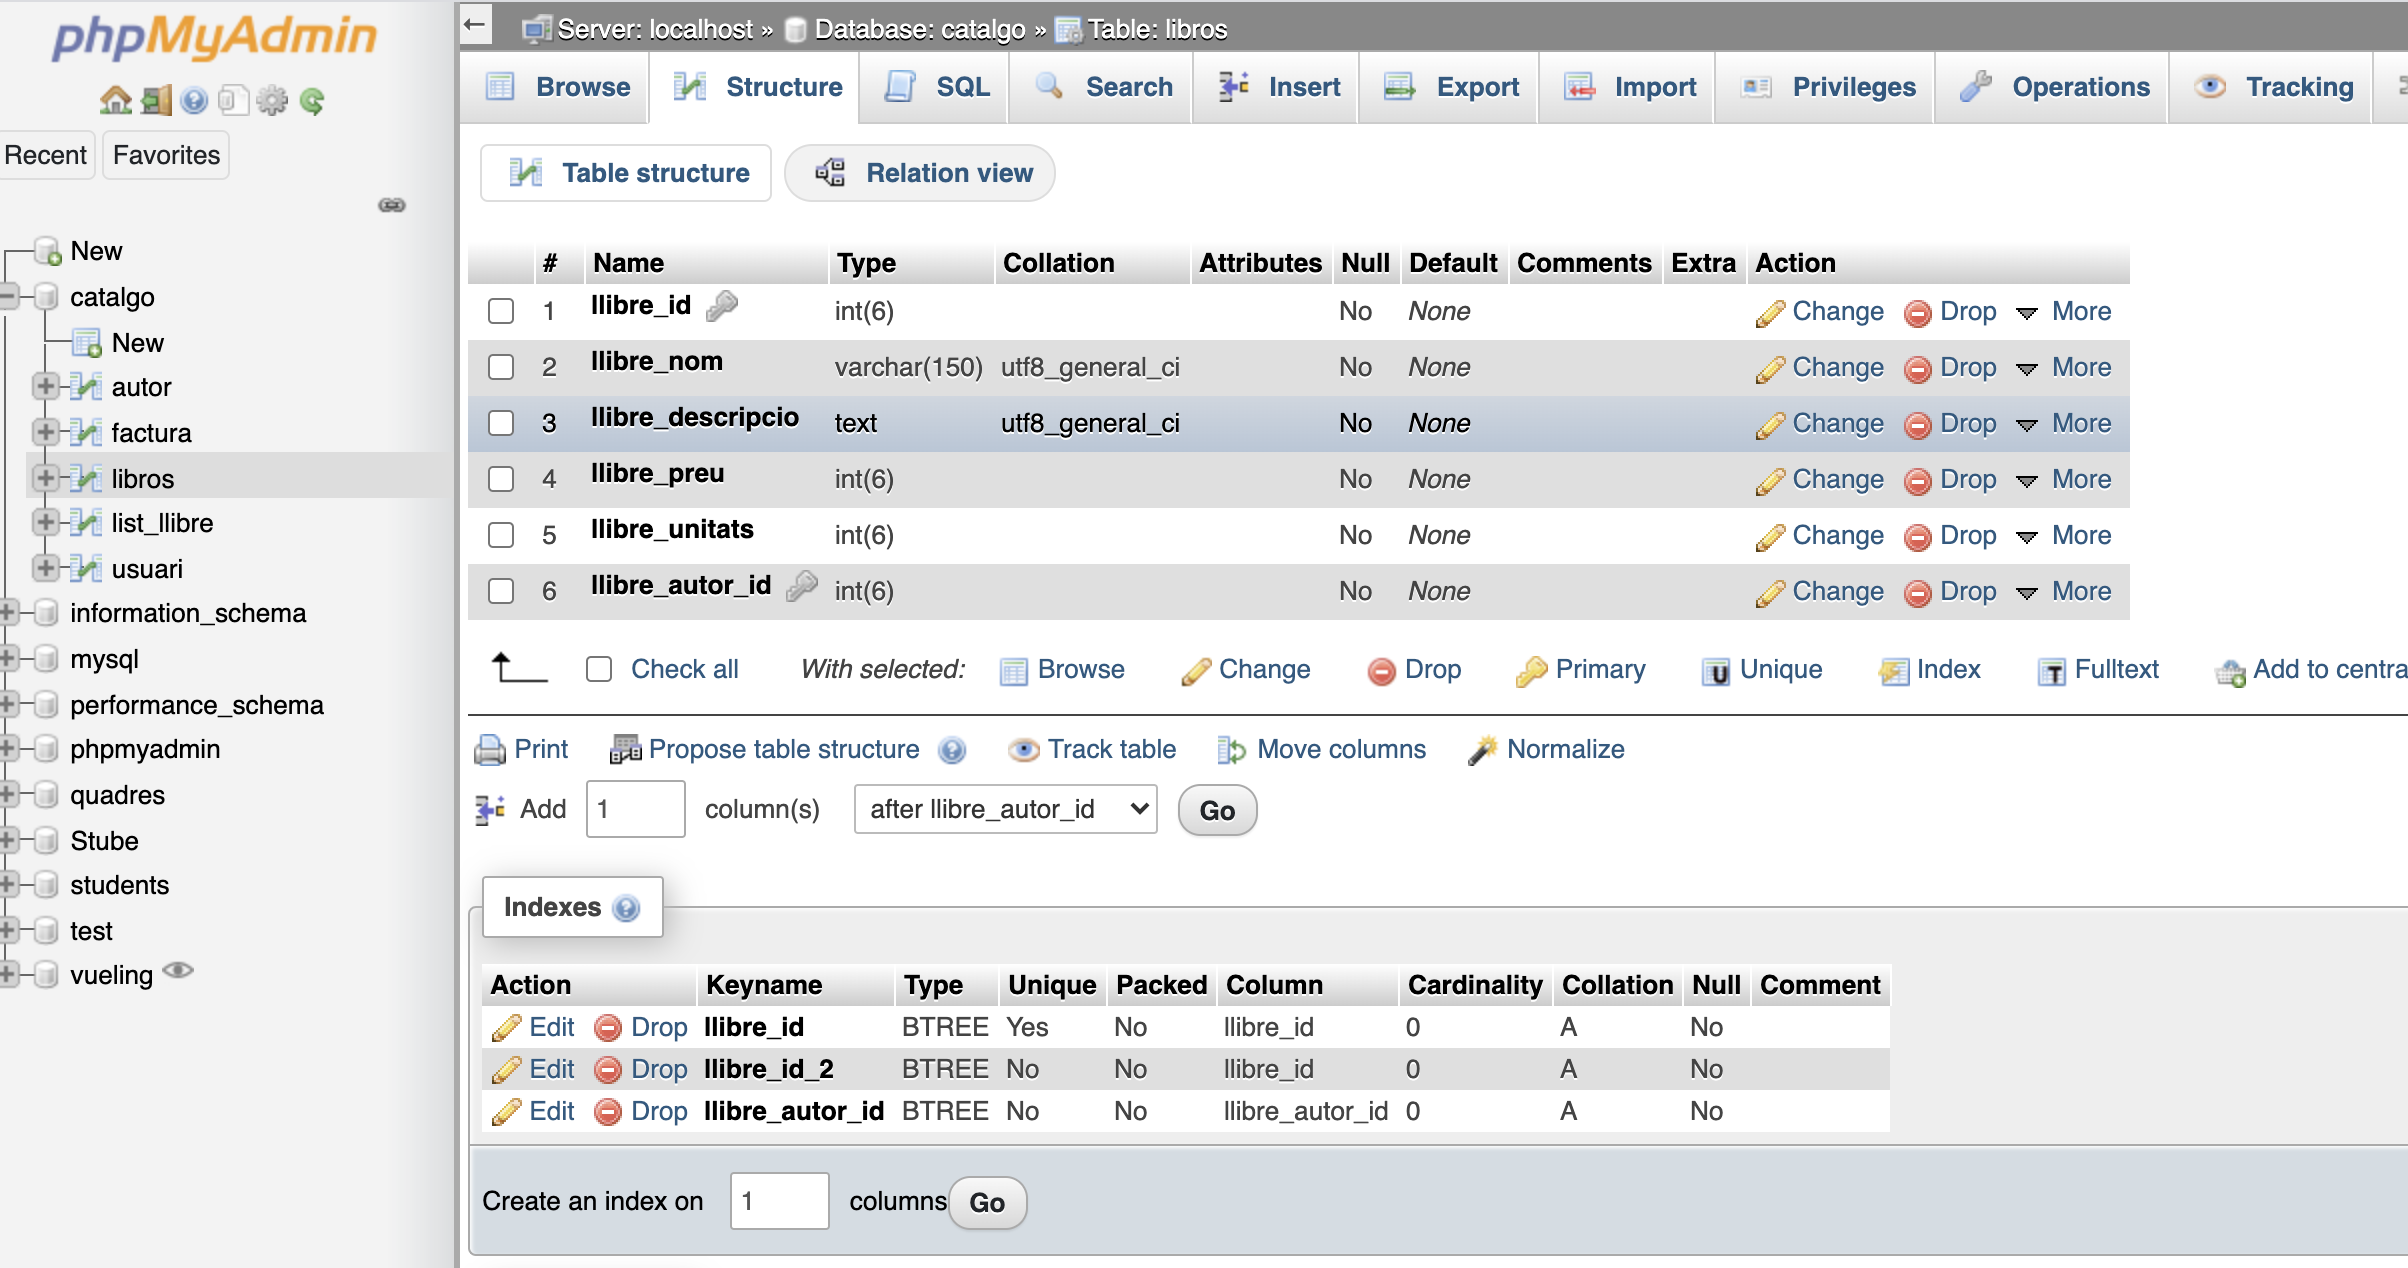 phpMyAdmin
Recent Favorites
New
catalgo
New
autor
factura
libros
list_llibre
usuari
information_schema
mysql
performance_schema
phpmyadmin
quadres
Stube
students
test
vueling
Server: localhost » Database: catalgo » Table: libros
Browse Structure SQL Search Insert Export Import Privileges Operations Tracking
Table structure Relation view
# Name Type Collation Attributes Null Default Comments Extra Action
1 llibre_id int(6) No None Change Drop More
2 llibre_nom varchar(150) utf8_general_ci No None Change Drop More
3 llibre_descripcio text utf8_general_ci No None Change Drop More
4 llibre_preu int(6) No None Change Drop More
5 llibre_unitats int(6) No None Change Drop More
6 llibre_autor_id int(6) No None Change Drop More
Check all With selected: Browse Change Drop Primary U Unique Index T Fulltext Add to centra
Print Propose table structure Track table Move columns Normalize
Add 1 column(s) after llibre_autor_id Go
Indexes
Action Keyname Type Unique Packed Column Cardinality Collation Null Comment
Edit Drop llibre_id BTREE Yes No llibre_id 0 A No
Edit Drop llibre_id_2 BTREE No No llibre_id 0 A No
Edit Drop llibre_autor_id BTREE No No llibre_autor_id 0 A No
Create an index on 1 columns Go